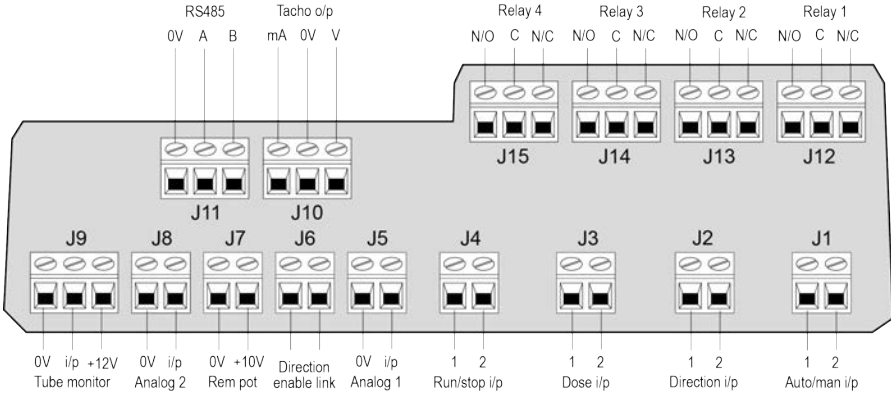 RS485 Tacho o/p Relay 4 Relay 3 Relay 2 Relay 1
0V A B mA 0V V N/O C N/C N/O C N/C N/O C N/C N/O C N/C
J15 J14 J13 J12
J11 J10
J9 J8 J7 J6 J5 J4 J3 J2 J1
0V i/p +12V 0V i/p 0V +10V Direction 0V i/p 1 2 1 2 1 2 1 2
Tube monitor Analog 2 Rem pot enable link Analog 1 Run/stop i/p Dose i/p Direction i/p Auto/man i/p